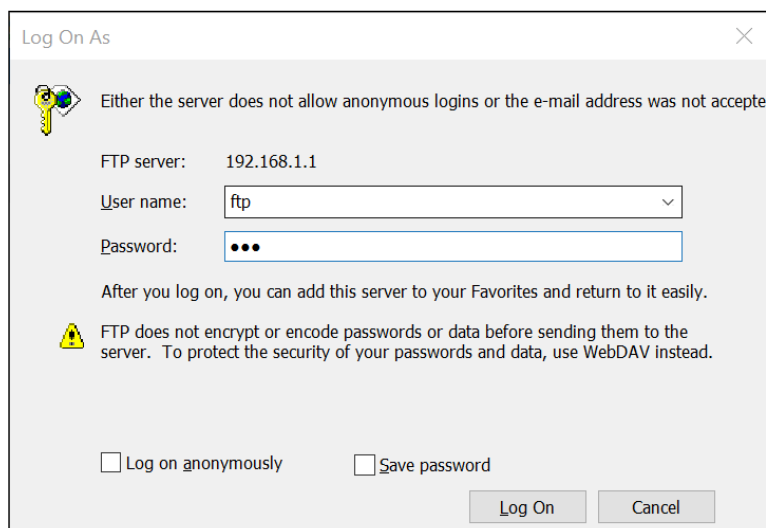 Log On As
Either the server does not allow anonymous logins or the e-mail address was not accepte
FTP server: 192.168.1.1
User name: ftp
Password: •••
After you log on, you can add this server to your Favorites and return to it easily.
FTP does not encrypt or encode passwords or data before sending them to the
server. To protect the security of your passwords and data, use WebDAV instead.
Log on anonymously Save password
Log On Cancel